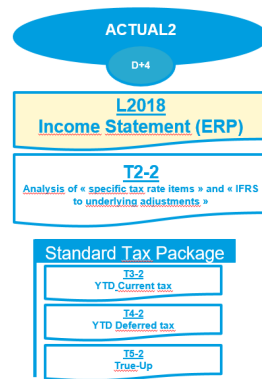 ACTUAL2
D+4
L2018
Income Statement (ERP)
T2-2
Analysis of « specific tax rate items » and « IFRS
to underlying adjustments »
Standard Tax Package
T3-2
YTD Current tax
T4-2
YTD Deferred tax
T5-2
True-Up